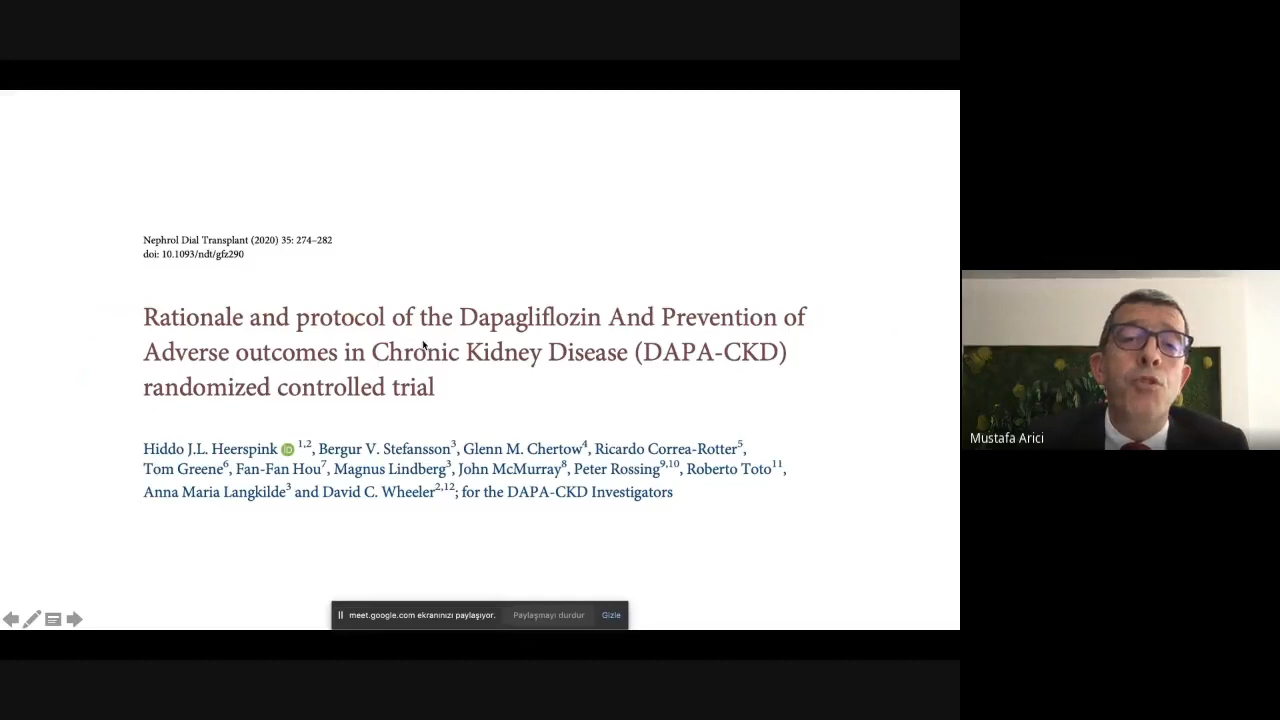 Nephrol Dial Transplant (2020) 35: 274–282
doi: 10.1093/ndt/gfz290
Rationale and protocol of the Dapagliflozin And Prevention of
Adverse outcomes in Chronic Kidney Disease (DAPA-CKD)
randomized controlled trial
Hiddo J.L. Heerspink iD 1,2, Bergur V. Stefansson3, Glenn M. Chertow4, Ricardo Correa-Rotter5,
Tom Greene6, Fan-Fan Hou7, Magnus Lindberg3, John McMurray8, Peter Rossing9,10, Roberto Toto11,
Anna Maria Langkilde3 and David C. Wheeler2,12; for the DAPA-CKD Investigators
Mustafa Arici
meet.google.com ekranınızı paylaşıyor. Paylaşmayı durdur Gizle